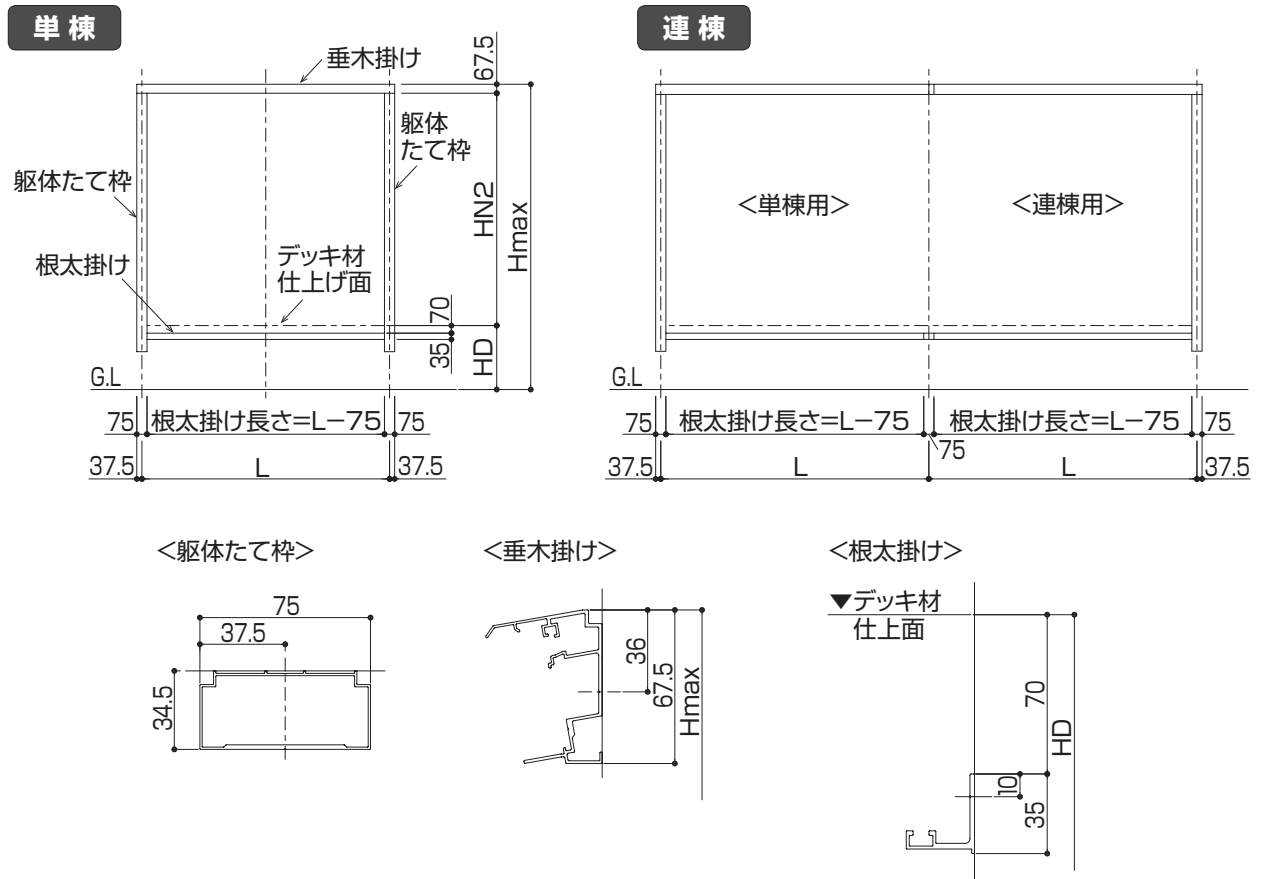 単棟
垂木掛け
67.5
躯体
たて枠
躯体たて枠
HN2
Hmax
根太掛け
デッキ材
仕上げ面
70
35
HD
G.L
75
根太掛け長さ=L−75
75
37.5
L
37.5
連棟
＜単棟用＞
＜連棟用＞
G.L
75
根太掛け長さ=L−75
根太掛け長さ=L−75
75
75
37.5
L
L
37.5
＜躯体たて枠＞
75
37.5
34.5
＜垂木掛け＞
36
67.5
Hmax
＜根太掛け＞
▼デッキ材
仕上面
70
HD
10
35